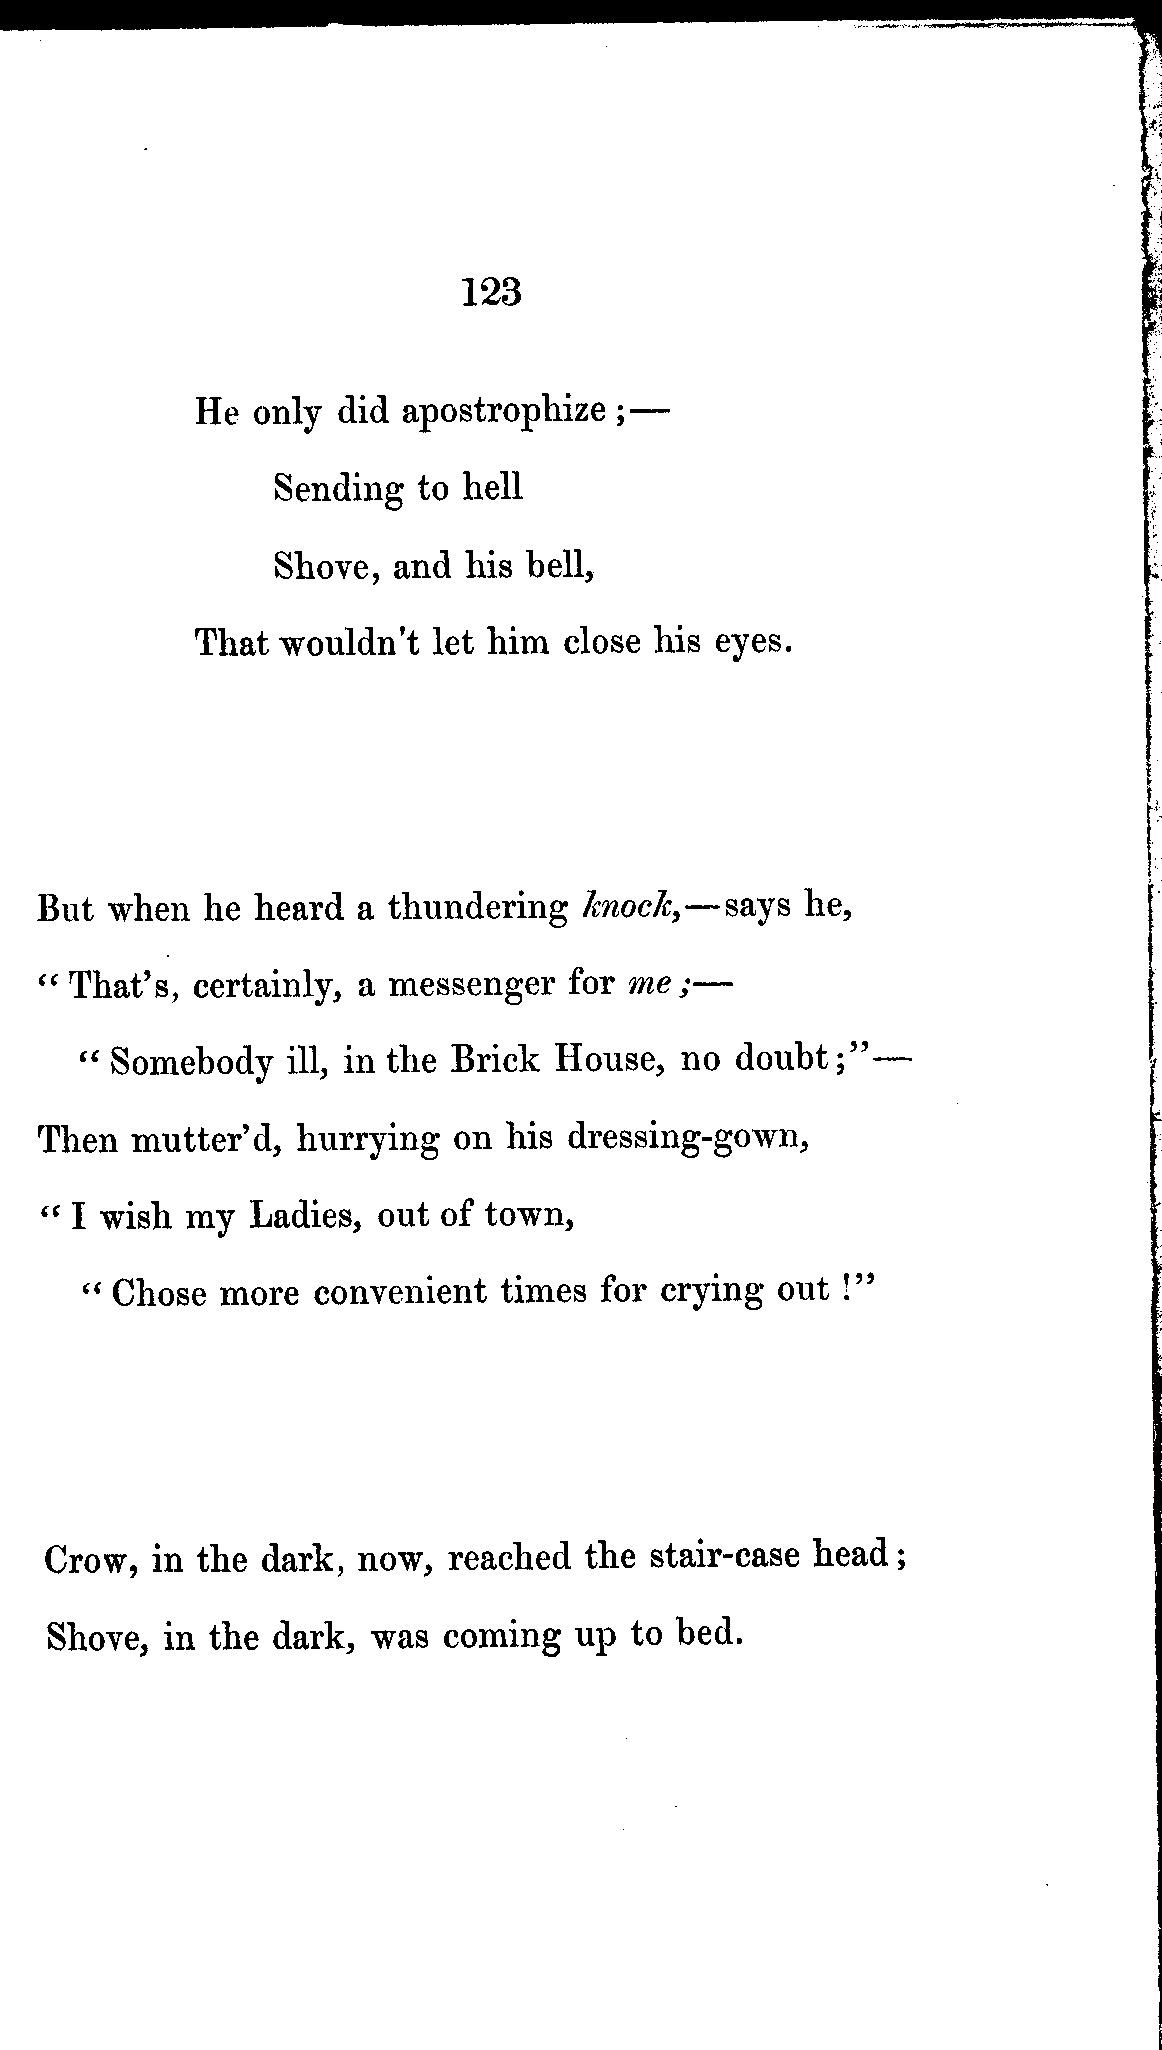 123
He only did apostrophize;—
Sending to hell
Shove, and his bell,
That wouldn't let him close his eyes.
But when he heard a thundering knock,—says he,
“That's, certainly, a messenger for me;—
“Somebody ill, in the Brick House, no doubt;”—
Then mutter'd, hurrying on his dressing-gown,
“I wish my Ladies, out of town,
“Chose more convenient times for crying out!”
Crow, in the dark, now, reached the stair-case head;
Shove, in the dark, was coming up to bed.